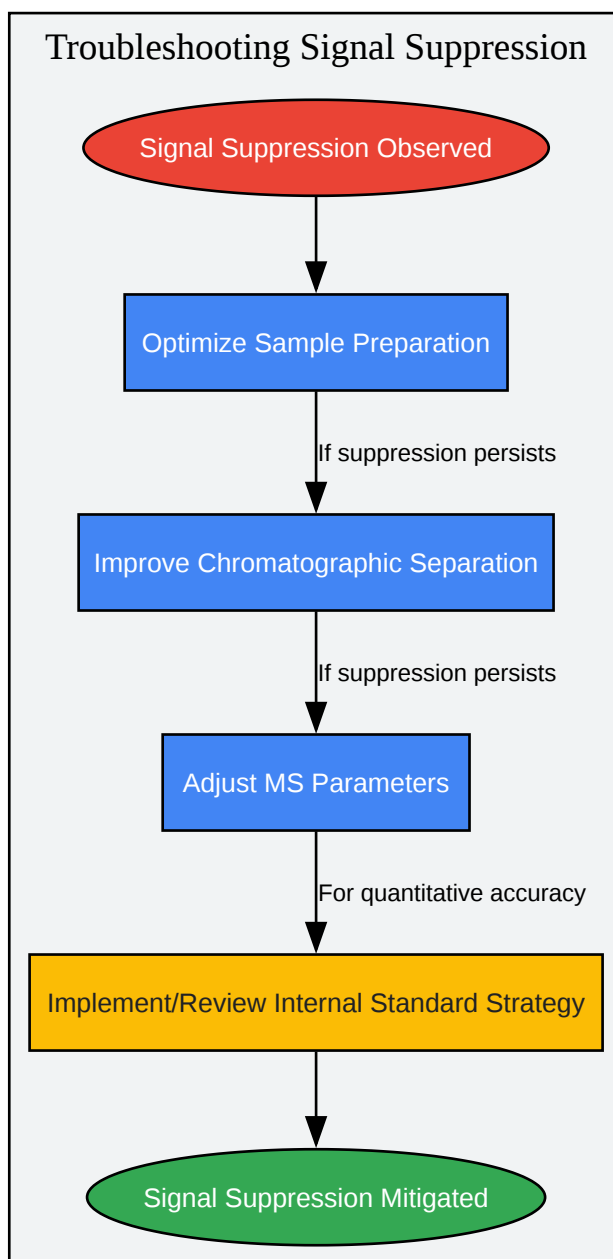 Troubleshooting Signal Suppression
Signal Suppression Observed
Optimize Sample Preparation
If suppression persists
Improve Chromatographic Separation
If suppression persists
Adjust MS Parameters
For quantitative accuracy
Implement/Review Internal Standard Strategy
Signal Suppression Mitigated